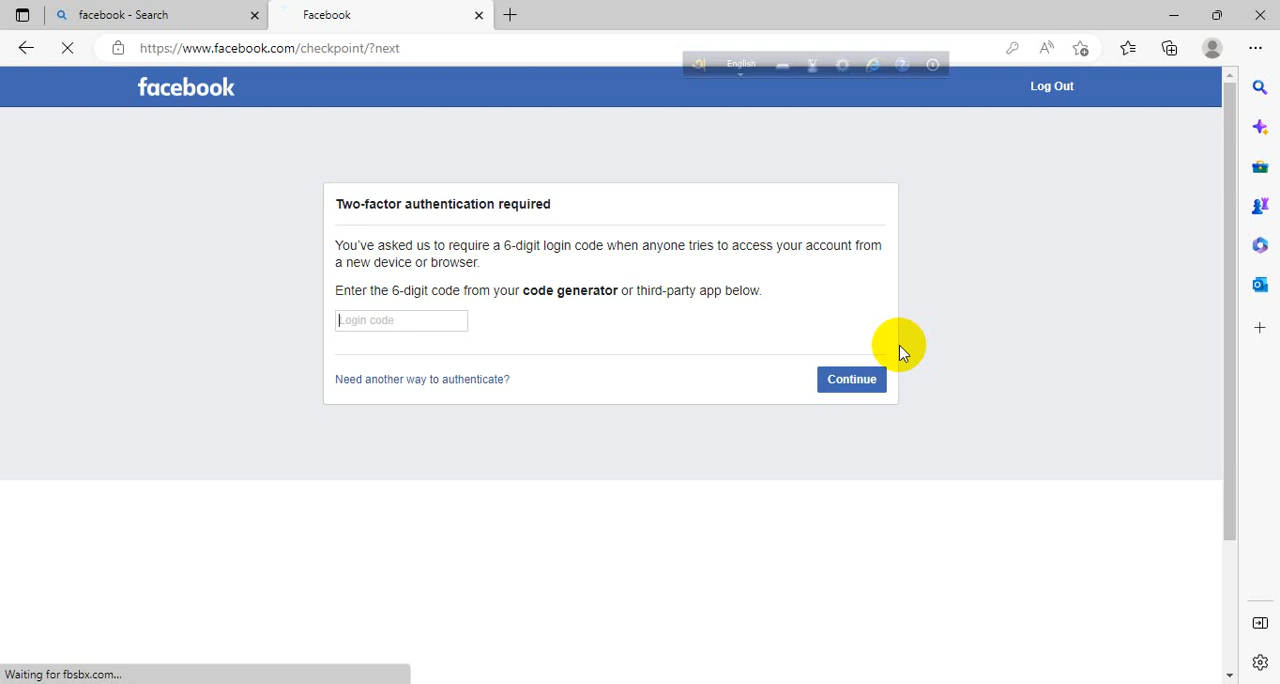 facebook - Search
Facebook
https://www.facebook.com/checkpoint/?next
English
facebook
Log Out
Two-factor authentication required
You've asked us to require a 6-digit login code when anyone tries to access your account from
a new device or browser.
Enter the 6-digit code from your code generator or third-party app below.
Login code
Need another way to authenticate?
Continue
Waiting for fbsbx.com...